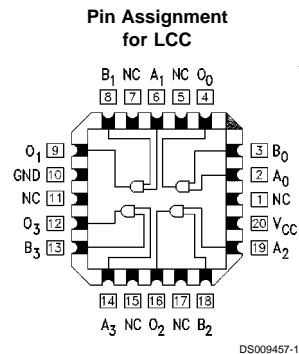 Pin Assignment
for LCC
B1 NC A1 NC O0
8 7 6 5 4
O1 9
GND 10
NC 11
O3 12
B3 13
3 B0
2 A0
1 NC
20 VCC
19 A2
14 15 16 17 18
A3 NC O2 NC B2
DS009457-1